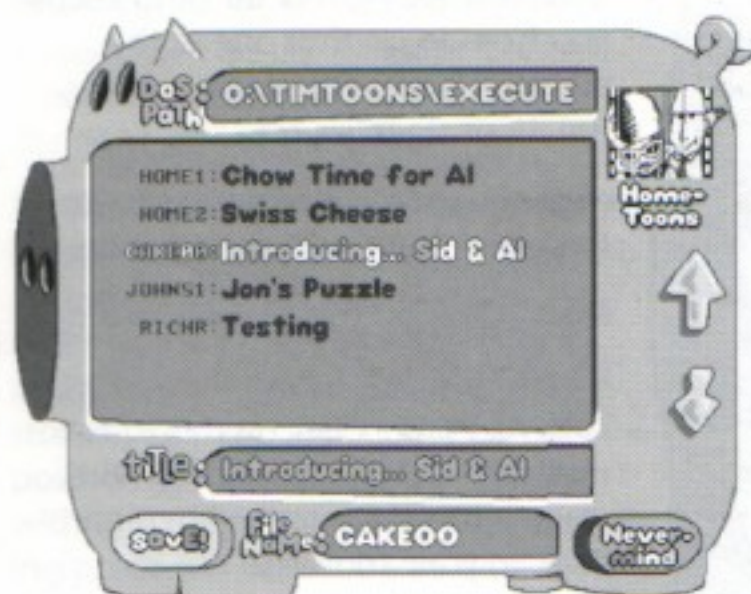 DOS Path: O:\TIMTOONS\EXECUTE
HOME1: Chow Time for Al
HOME2: Swiss Cheese
Introducing... Sid & Al
JOHNS1: Jon's Puzzle
RICHR: Testing
Home-
Toons
tiTle: Introducing... Sid & Al
SavE!
File NaMe: CAKEOO
Never-
mind